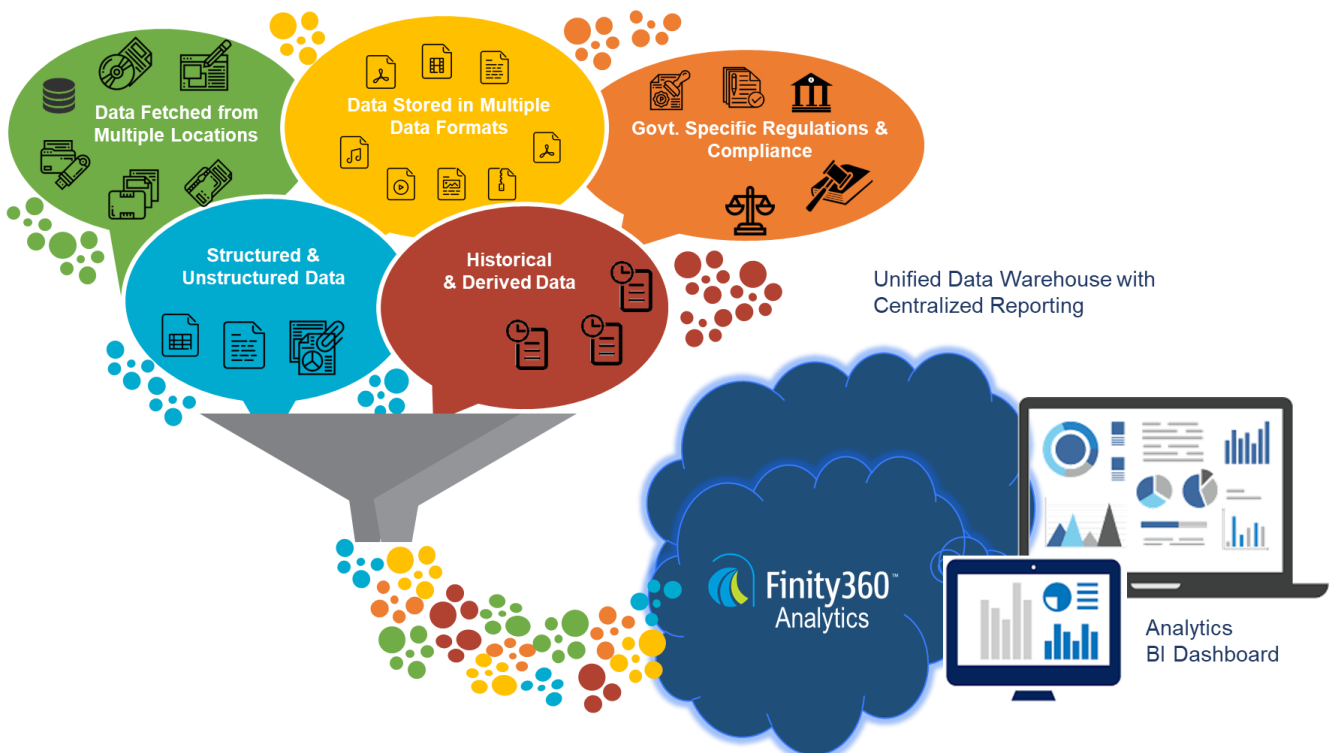 Data Fetched from
Multiple Locations
Data Stored in Multiple
Data Formats
Govt. Specific Regulations &
Compliance
Structured &
Unstructured Data
Historical
& Derived Data
Unified Data Warehouse with
Centralized Reporting
Finity360™
Analytics
Analytics
BI Dashboard